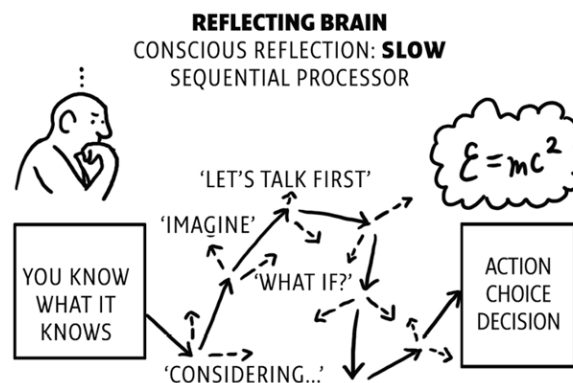 REFLECTING BRAIN
CONSCIOUS REFLECTION: SLOW
SEQUENTIAL PROCESSOR
ℰ=mc²
'LET'S TALK FIRST'
'IMAGINE'
'WHAT IF?'
YOU KNOW
WHAT IT
KNOWS
ACTION
CHOICE
DECISION
'CONSIDERING...'